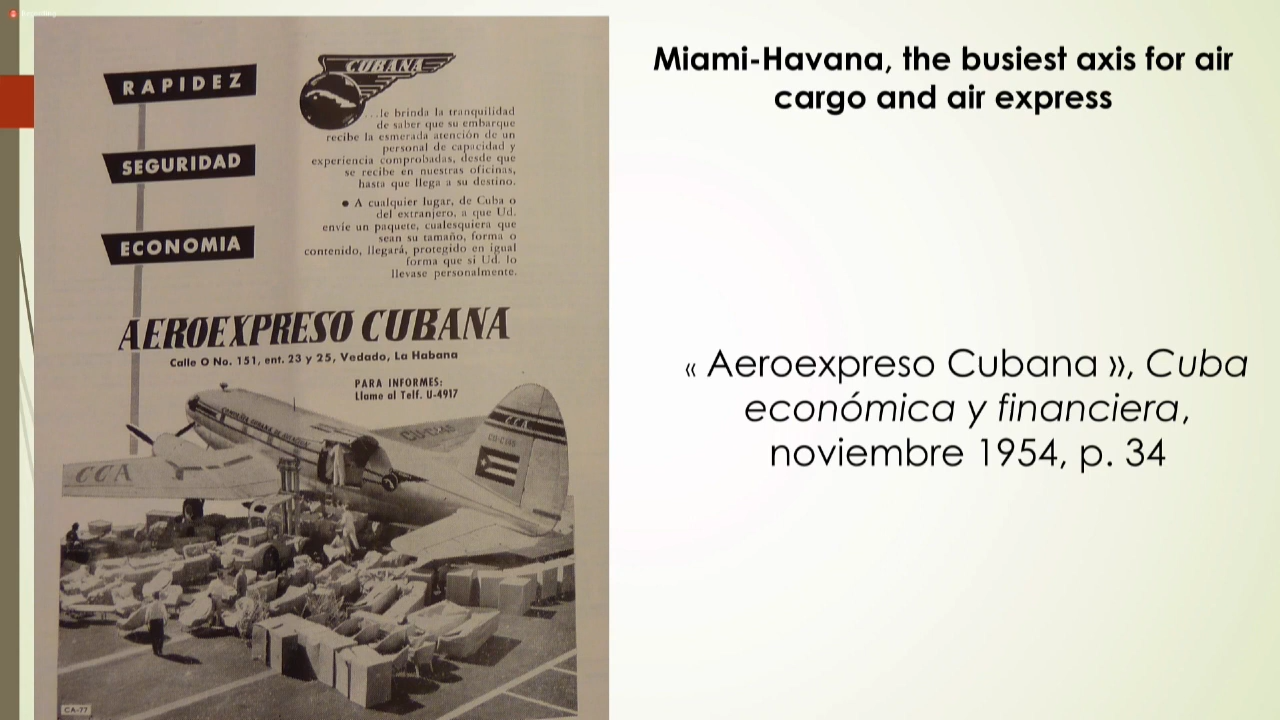 Miami-Havana, the busiest axis for air
cargo and air express
RAPIDEZ
SEGURIDAD
ECONOMIA
CUBANA
...le brinda la tranquilidad
de saber que su embarque
recibe la esmerada atención de un
personal de capacidad y
experiencia comprobadas, desde que
se recibe en nuestras oficinas,
hasta que llega a su destino.
● A cualquier lugar, de Cuba o
del extranjero, a que Ud.
envíe un paquete, cualesquiera que
sean su tamaño, forma o
contenido, llegará, protegido en igual
forma que si Ud. lo
llevase personalmente.
AEROEXPRESO CUBANA
Calle O No. 151, ent. 23 y 25, Vedado, La Habana
PARA INFORMES:
Llame al Telf. U-4917
COMPAÑIA CUBANA DE AVIACION
CCA
CCA
CA-77
« Aeroexpreso Cubana », Cuba
económica y financiera,
noviembre 1954, p. 34